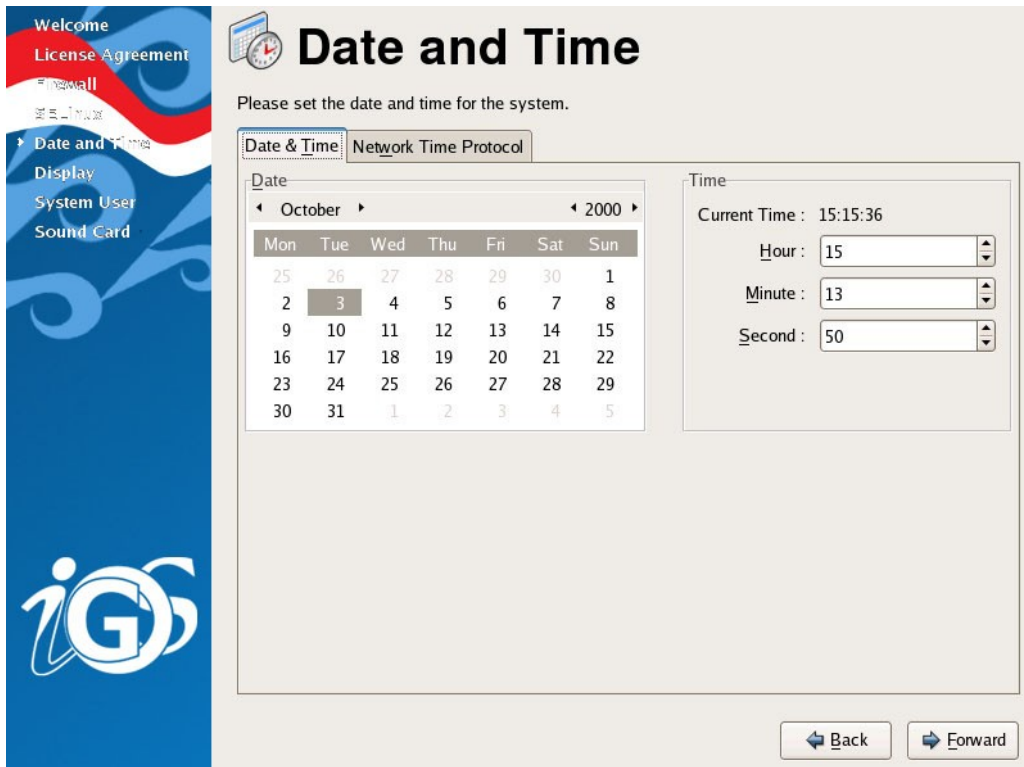 Welcome
License Agreement
Firewall
SELinux
Date and Time
Display
System User
Sound Card
iGOS
Date and Time
Please set the date and time for the system.
Date & Time Network Time Protocol
Date
October 2000
Mon Tue Wed Thu Fri Sat Sun
25 26 27 28 29 30 1
2 3 4 5 6 7 8
9 10 11 12 13 14 15
16 17 18 19 20 21 22
23 24 25 26 27 28 29
30 31 1 2 3 4 5
Time
Current Time : 15:15:36
Hour : 15
Minute : 13
Second : 50
Back Forward